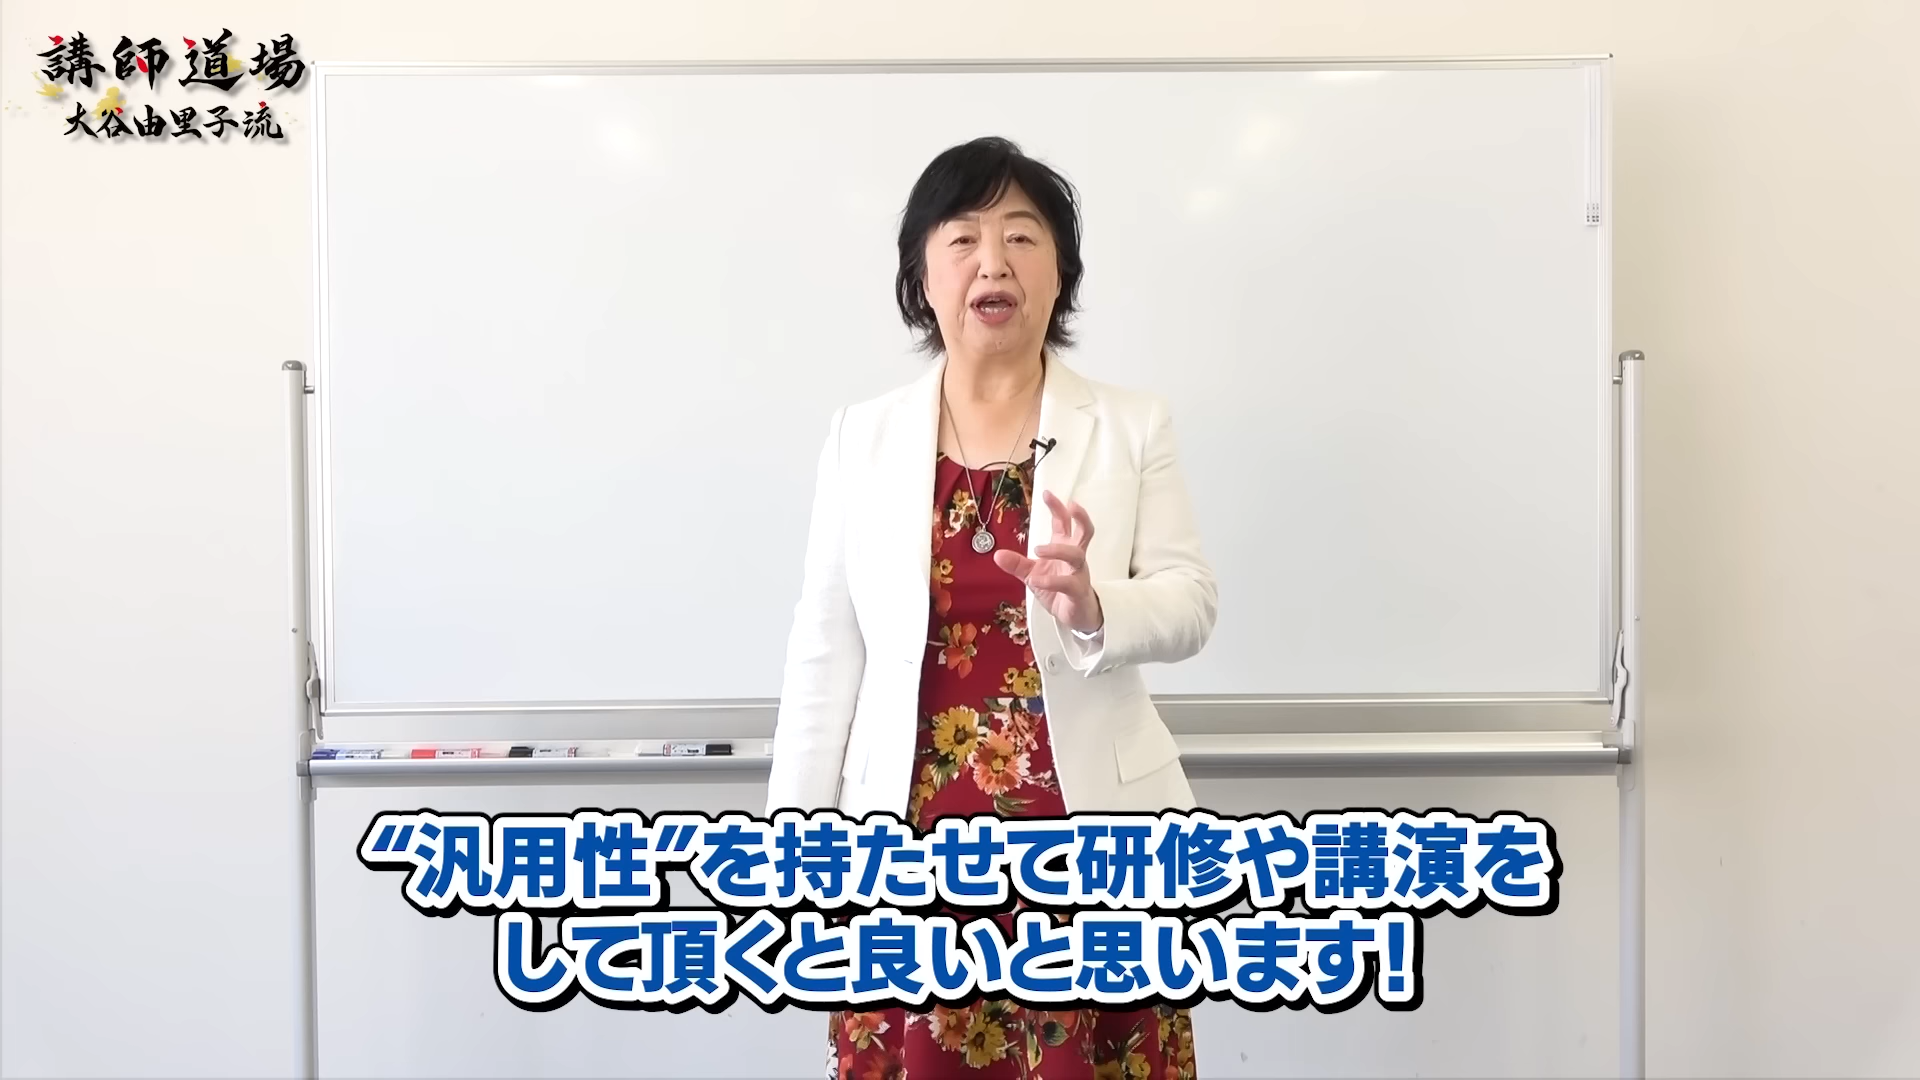 講師道場
大谷由里子流
“汎用性”を持たせて研修や講演を
して頂くと良いと思います！